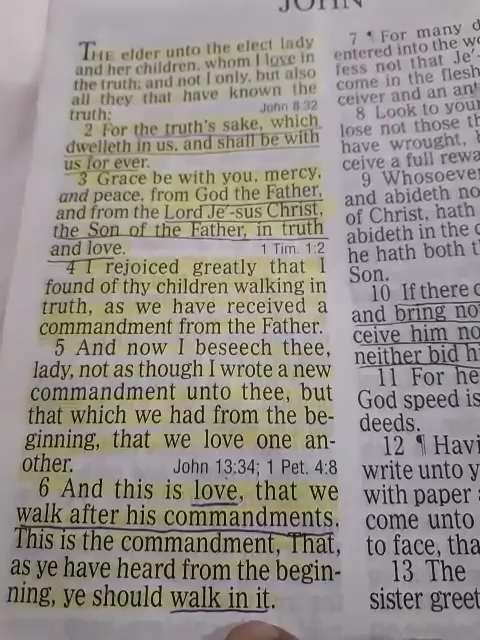 JOHN
THE elder unto the elect lady
and her children, whom I love in
the truth; and not I only, but also
all they that have known the
truth;
John 8:32
2 For the truth's sake, which
dwelleth in us, and shall be with
us for ever.
3 Grace be with you, mercy,
and peace, from God the Father,
and from the Lord Je´-sus Christ,
the Son of the Father, in truth
and love.
1 Tim. 1:2
4 I rejoiced greatly that I
found of thy children walking in
truth, as we have received a
commandment from the Father.
5 And now I beseech thee,
lady, not as though I wrote a new
commandment unto thee, but
that which we had from the be-
ginning, that we love one an-
other.
John 13:34; 1 Pet. 4:8
6 And this is love, that we
walk after his commandments.
This is the commandment, That,
as ye have heard from the begin-
ning, ye should walk in it.
7 ¶ For many
entered into the
fess not that Je´-
come in the flesh
ceiver and an
8 Look to
lose not those
have wrought,
ceive a full
9 Whosoever
and abideth
of Christ, hath
abideth in the
he hath both
Son.
10 If there
and bring
ceive him
neither bid
11 For he
God speed is
deeds.
12 ¶
write unto
with paper
come unto
to face,
13 The
sister